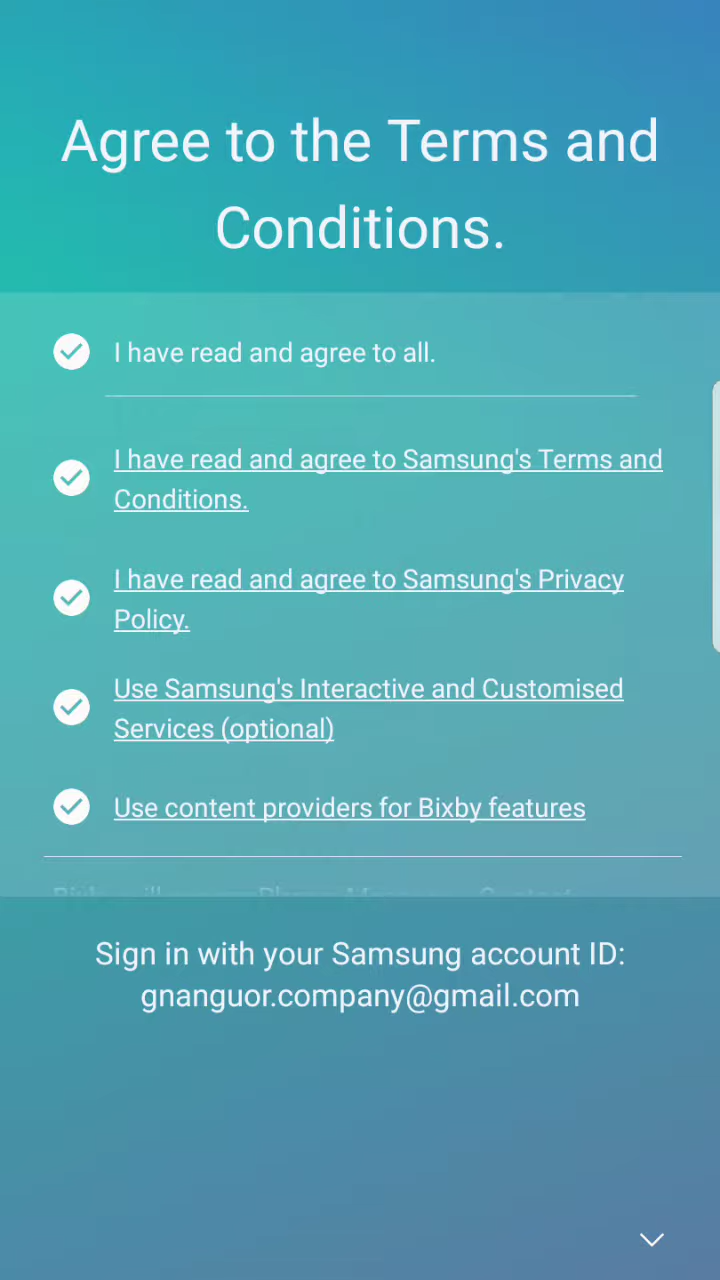 Agree to the Terms and
Conditions.
I have read and agree to all.
I have read and agree to Samsung's Terms and
Conditions.
I have read and agree to Samsung's Privacy
Policy.
Use Samsung's Interactive and Customised
Services (optional)
Use content providers for Bixby features
Sign in with your Samsung account ID:
gnanguor.company@gmail.com